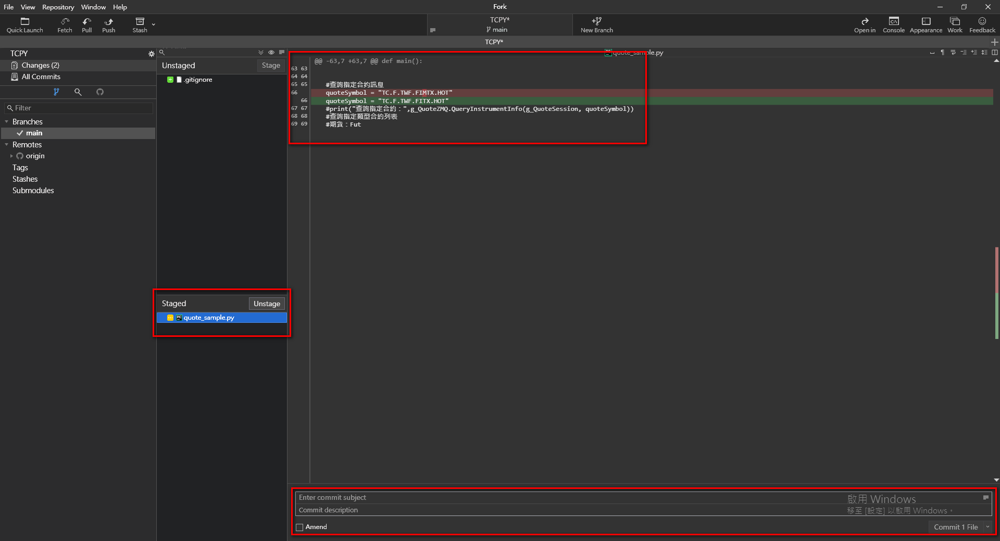 File View Repository Window Help
Fork
Quick Launch Fetch Pull Push Stash
TCPY*
main
New Branch
Open in Console Appearance Work Feedback
TCPY*
TCPY
Changes (2)
All Commits
Filter
Branches
main
Remotes
origin
Tags
Stashes
Submodules
Unstaged
Stage
.gitignore
Staged
Unstage
quote_sample.py
quote_sample.py
@@ -63,7 +63,7 @@ def main():
63 63
64 64
65 65 #查詢指定合約訊息
66 quoteSymbol = "TC.F.TWF.FIMTX.HOT"
66 quoteSymbol = "TC.F.TWF.FITX.HOT"
67 67 #print("查詢指定合約：",g_QuoteZMQ.QueryInstrumentInfo(g_QuoteSession, quoteSymbol))
68 68 #查詢指定類型合約列表
69 69 #期貨：Fut
Enter commit subject
Commit description
啟用 Windows
移至 [設定] 以啟用 Windows。
Amend
Commit 1 File